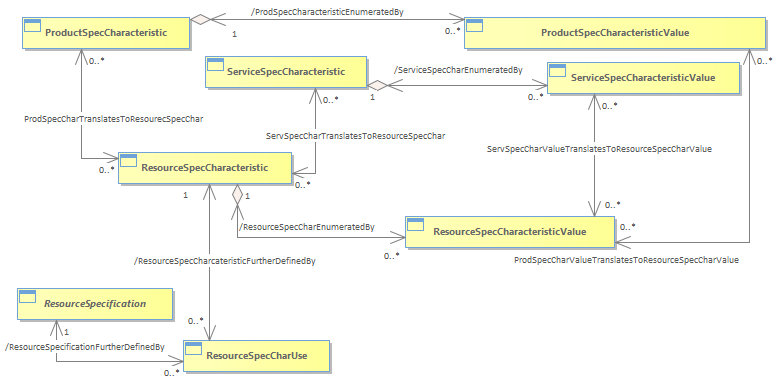 /ProdSpecCharacteristicEnumeratedBy
ProductSpecCharacteristic
1
0..*
ProductSpecCharacteristicValue
0..*
0..*
ServiceSpecCharacteristic
/ServiceSpecCharEnumeratedBy
ServiceSpecCharacteristicValue
1
0..*
0..*
0..*
ProdSpecCharTranslatesToResourecSpecChar
ServSpecCharTranslatesToResourceSpecChar
ServSpecCharValueTranslatesToResourceSpecCharValue
ResourceSpecCharacteristic
0..*
0..*
1
1
0..*
/ResourceSpecCharEnumeratedBy
ResourceSpecCharacteristicValue
0..*
0..*
/ResourceSpecCharcateristicFurtherDefinedBy
ProdSpecCharValueTranslatesToResourceSpecCharValue
ResourceSpecification
0..*
1
/ResourceSpecificationFurtherDefinedBy
ResourceSpecCharUse
0..*